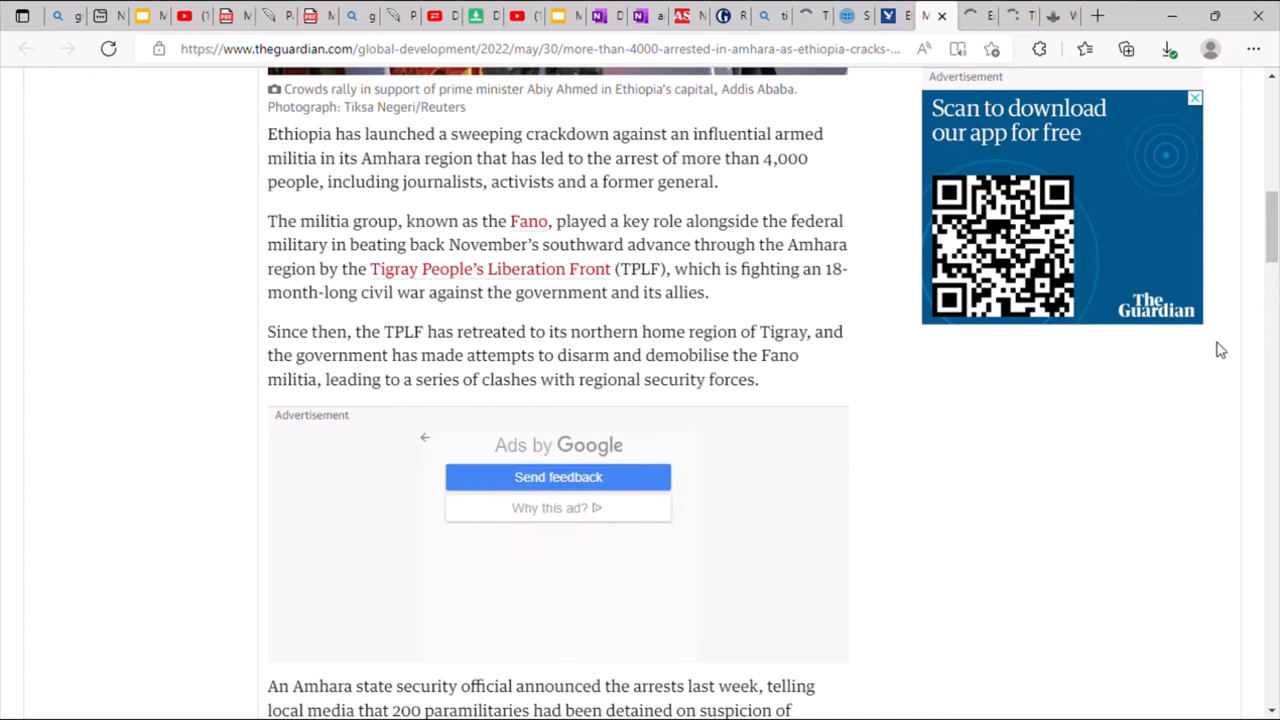 https://www.theguardian.com/global-development/2022/may/30/more-than-4000-arrested-in-amhara-as-ethiopia-cracks-...
Crowds rally in support of prime minister Abiy Ahmed in Ethiopia's capital, Addis Ababa.
Photograph: Tiksa Negeri/Reuters
Ethiopia has launched a sweeping crackdown against an influential armed
militia in its Amhara region that has led to the arrest of more than 4,000
people, including journalists, activists and a former general.
The militia group, known as the Fano, played a key role alongside the federal
military in beating back November's southward advance through the Amhara
region by the Tigray People's Liberation Front (TPLF), which is fighting an 18-
month-long civil war against the government and its allies.
Since then, the TPLF has retreated to its northern home region of Tigray, and
the government has made attempts to disarm and demobilise the Fano
militia, leading to a series of clashes with regional security forces.
Advertisement
Ads by Google
Send feedback
Why this ad?
An Amhara state security official announced the arrests last week, telling
local media that 200 paramilitaries had been detained on suspicion of
Advertisement
Scan to download
our app for free
The
Guardian